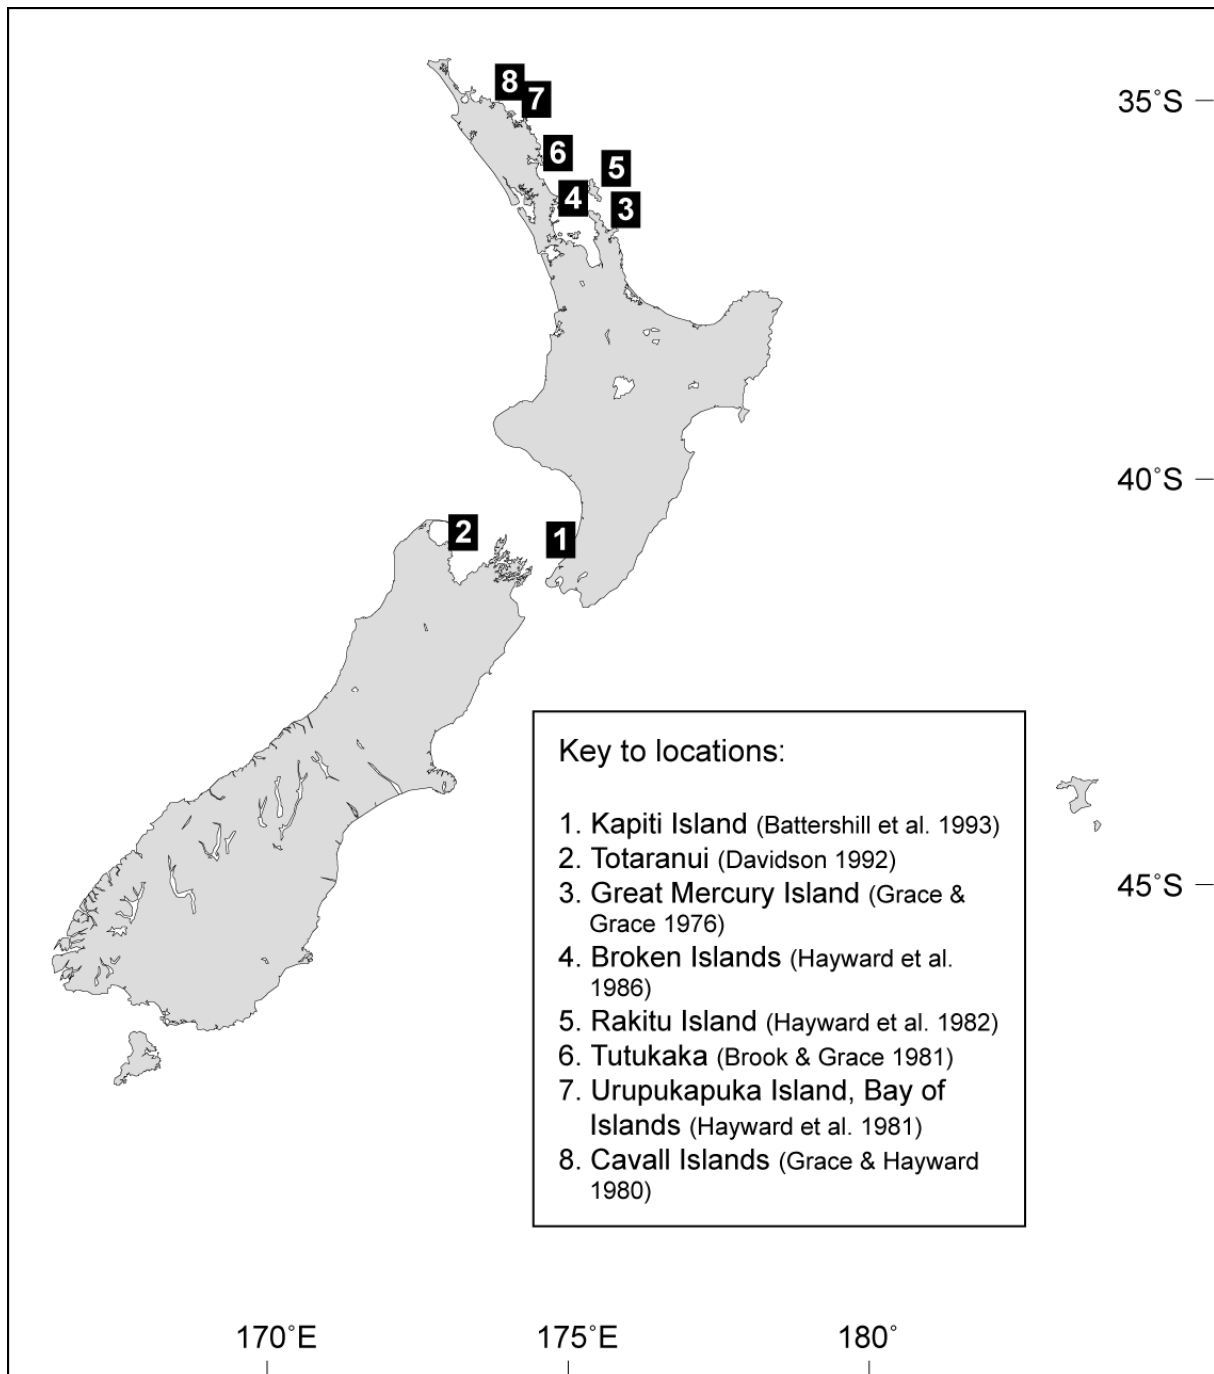 8
7
35°S
6
5
4
3
40°S
2
1
Key to locations:
1. Kapiti Island (Battershill et al. 1993)
2. Totaranui (Davidson 1992)
3. Great Mercury Island (Grace &
Grace 1976)
4. Broken Islands (Hayward et al.
1986)
5. Rakitu Island (Hayward et al. 1982)
6. Tutukaka (Brook & Grace 1981)
7. Urupukapuka Island, Bay of
Islands (Hayward et al. 1981)
8. Cavall Islands (Grace & Hayward
1980)
45°S
170°E
175°E
180°